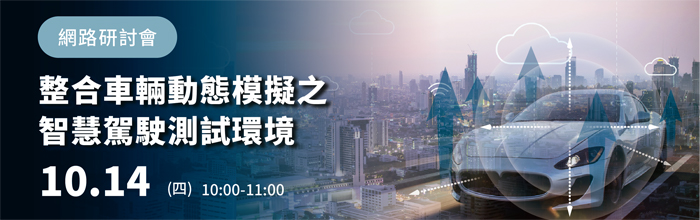 網路研討會
整合車輛動態模擬之
智慧駕駛測試環境
10.14 (四) 10:00-11:00